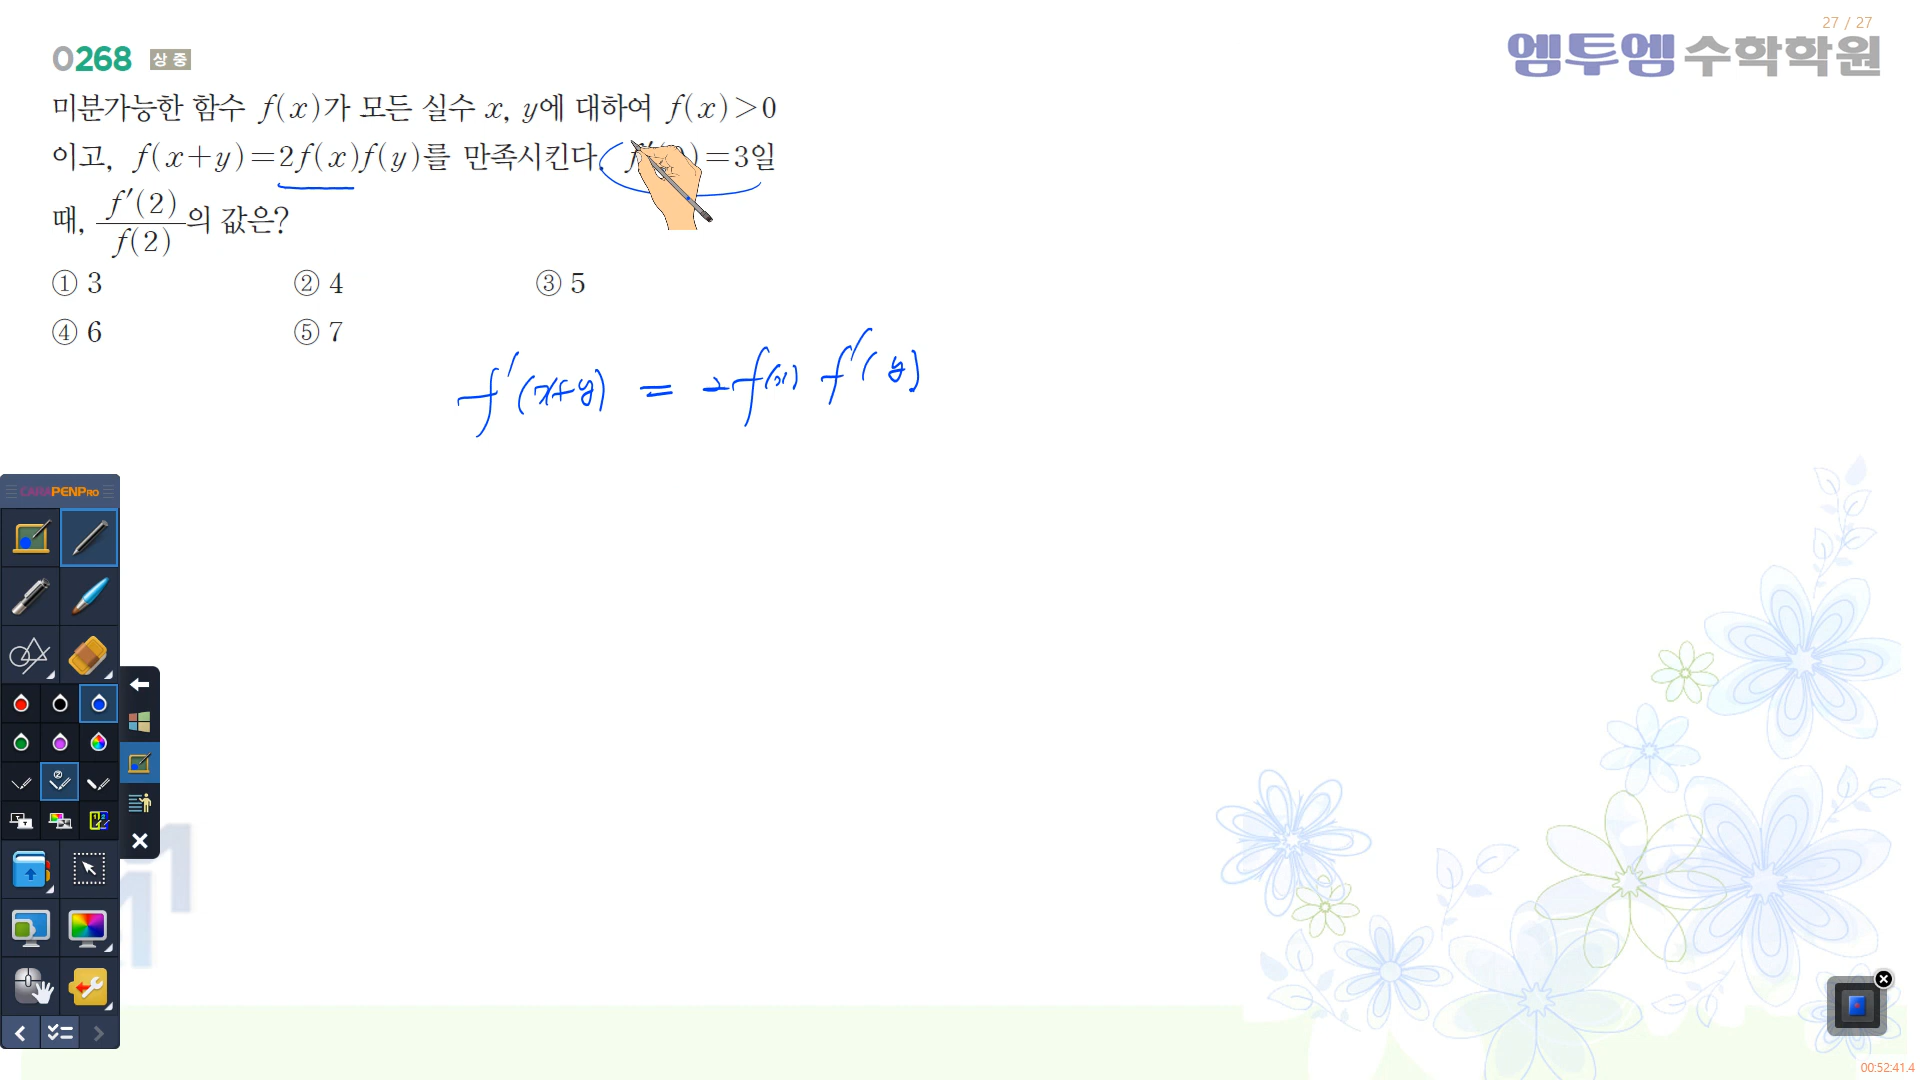 27 / 27
엠투엠 수학학원
0268 상 중
미분가능한 함수 f(x)가 모든 실수 x, y에 대하여 f(x)>0
이고, f(x+y)=2f(x)f(y)를 만족시킨다. )=3일
때, f′(2)/f(2)의 값은?
① 3 ② 4 ③ 5
④ 6 ⑤ 7
f′(x+y) = 2f(x) f′(y)
CARAPENPRO
00:52:41.4